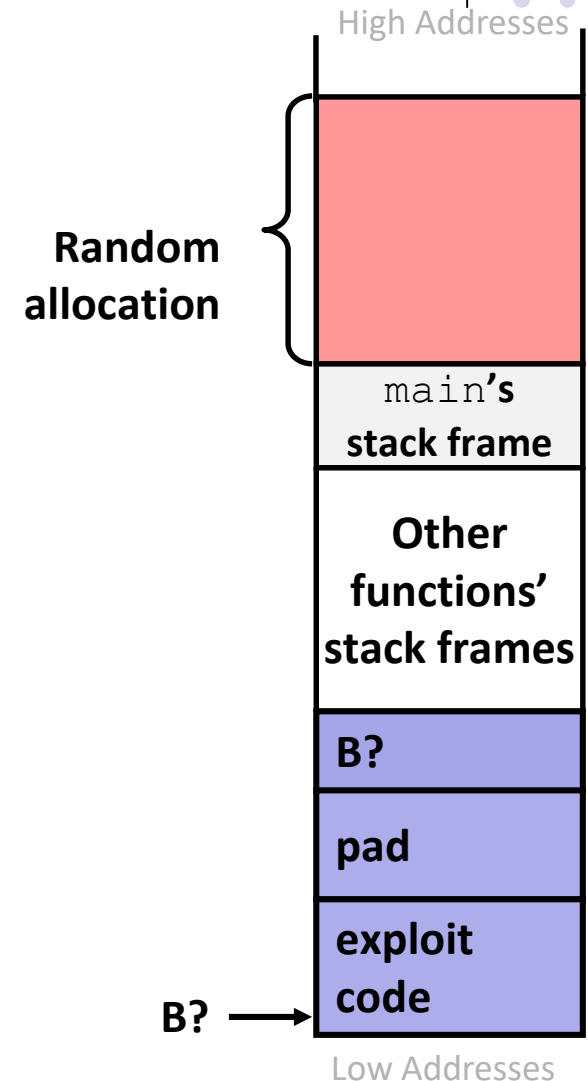 High Addresses
Random
allocation
main's
stack frame
Other
functions’
stack frames
B?
pad
exploit
code
B?
Low Addresses